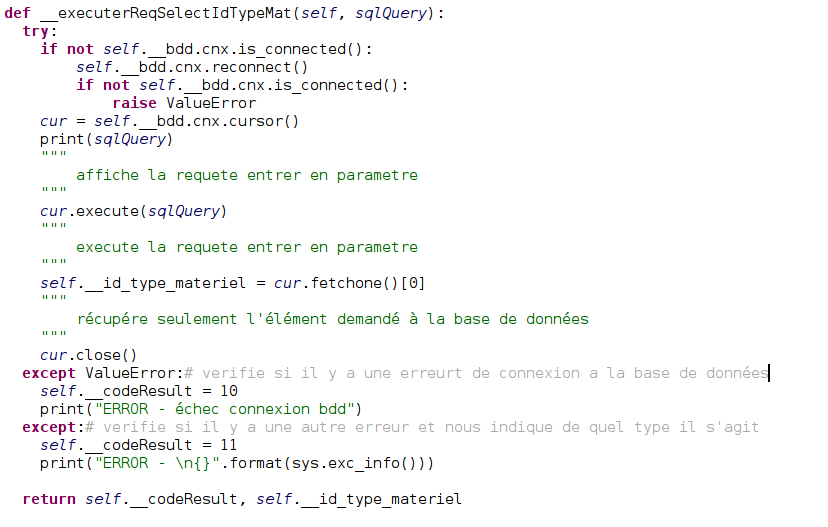 def __executerReqSelectIdTypeMat(self, sqlQuery):
  try:
    if not self.__bdd.cnx.is_connected():
        self.__bdd.cnx.reconnect()
        if not self.__bdd.cnx.is_connected():
            raise ValueError
    cur = self.__bdd.cnx.cursor()
    print(sqlQuery)
    """
        affiche la requete entrer en parametre
    """
    cur.execute(sqlQuery)
    """
        execute la requete entrer en parametre
    """
    self.__id_type_materiel = cur.fetchone()[0]
    """
        récupére seulement l'élément demandé à la base de données
    """
    cur.close()
  except ValueError:# verifie si il y a une erreurt de connexion a la base de données
    self.__codeResult = 10
    print("ERROR - échec connexion bdd")
  except:# verifie si il y a une autre erreur et nous indique de quel type il s'agit
    self.__codeResult = 11
    print("ERROR - \n{}".format(sys.exc_info()))

  return self.__codeResult, self.__id_type_materiel